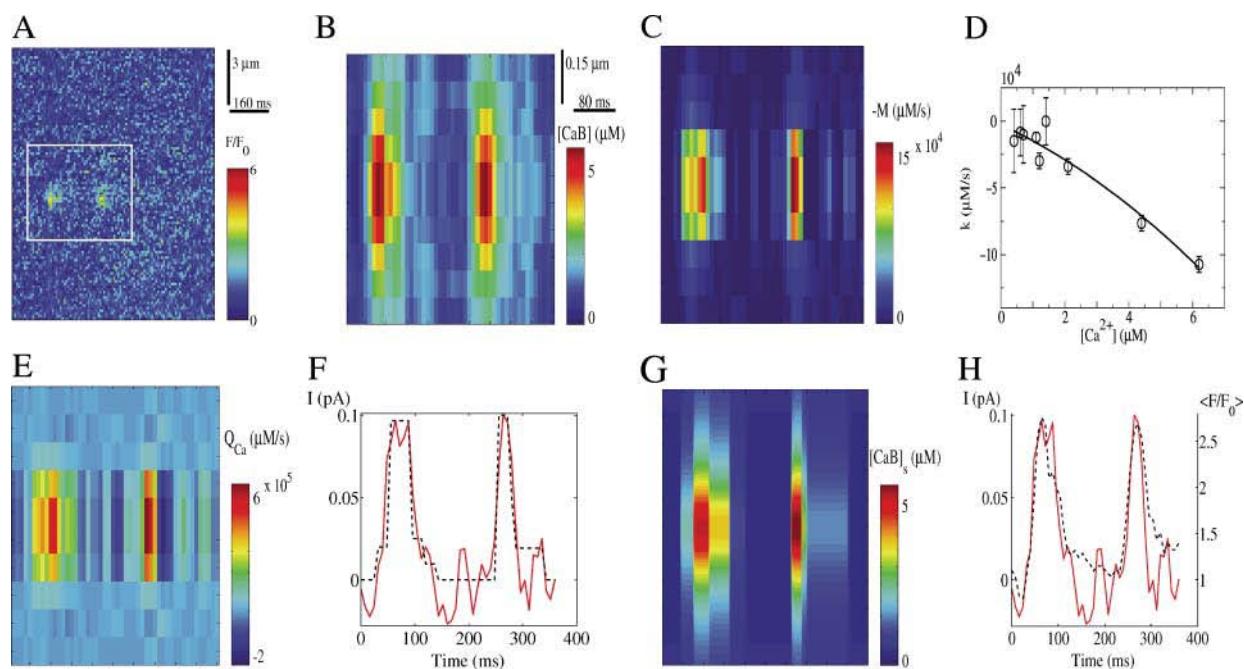 A
3 μm
160 ms
F/F0
6
0
B
0.15 μm
80 ms
[CaB] (μM)
5
0
C
-M (μM/s)
15 x 10^4
0
D
10^4
0
−5
−10
k (μM/s)
0 2 4 6
[Ca2+] (μM)
E
QCa (μM/s)
6 x 10^5
-2
F
I (pA)
0.1
0.05
0
0 100 200 300 400
Time (ms)
G
[CaB]s (μM)
5
0
H
I (pA)
<F/F0>
0.1
0.05
0
2.5
2
1.5
1
0 100 200 300 400
Time (ms)